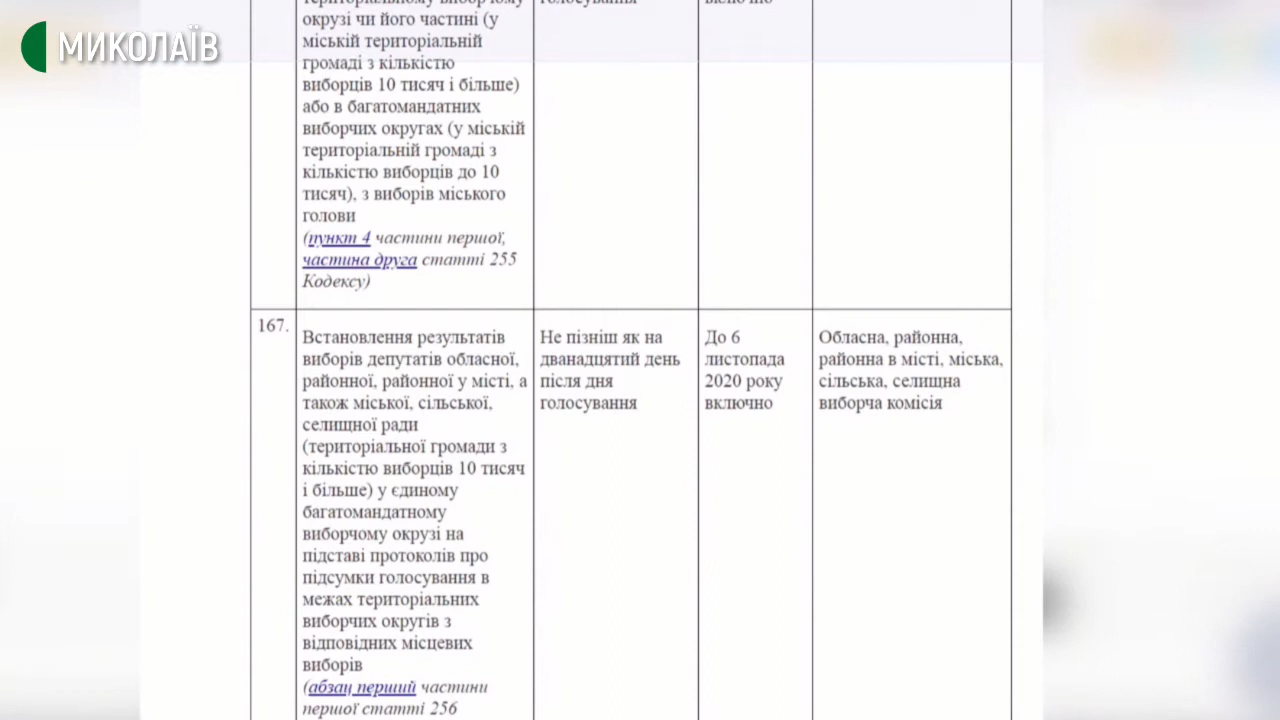 МИКОЛАЇВ
окрузі чи його частині (у
міській територіальній
громаді з кількістю
виборців 10 тисяч і більше)
або в багатомандатних
виборчих округах (у міській
територіальній громаді з
кількістю виборців до 10
тисяч), з виборів міського
голови
(пункт 4 частини першої,
частина друга статті 255
Кодексу)
167.
Встановлення результатів
виборів депутатів обласної,
районної, районної у місті, а
також міської, сільської,
селищної ради
(територіальної громади з
кількістю виборців 10 тисяч
і більше) у єдиному
багатомандатному
виборчому окрузі на
підставі протоколів про
підсумки голосування в
межах територіальних
виборчих округів з
відповідних місцевих
виборів
(абзац перший частини
першої статті 256
Не пізніш як на
дванадцятий день
після дня
голосування
До 6
листопада
2020 року
включно
Обласна, районна,
районна в місті, міська,
сільська, селищна
виборча комісія